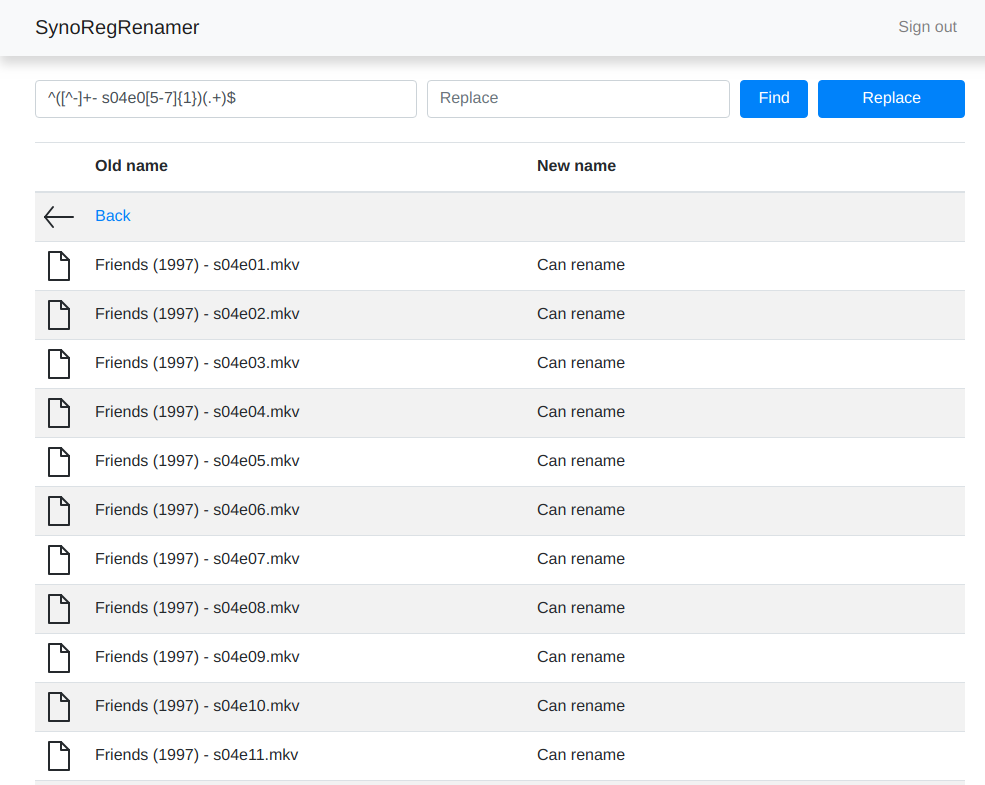 SynoRegRenamer Sign out
^([^-]+- s04e0[5-7]{1})(.+)$ Replace Find Replace
Old name New name
Back
Friends (1997) - s04e01.mkv Can rename
Friends (1997) - s04e02.mkv Can rename
Friends (1997) - s04e03.mkv Can rename
Friends (1997) - s04e04.mkv Can rename
Friends (1997) - s04e05.mkv Can rename
Friends (1997) - s04e06.mkv Can rename
Friends (1997) - s04e07.mkv Can rename
Friends (1997) - s04e08.mkv Can rename
Friends (1997) - s04e09.mkv Can rename
Friends (1997) - s04e10.mkv Can rename
Friends (1997) - s04e11.mkv Can rename